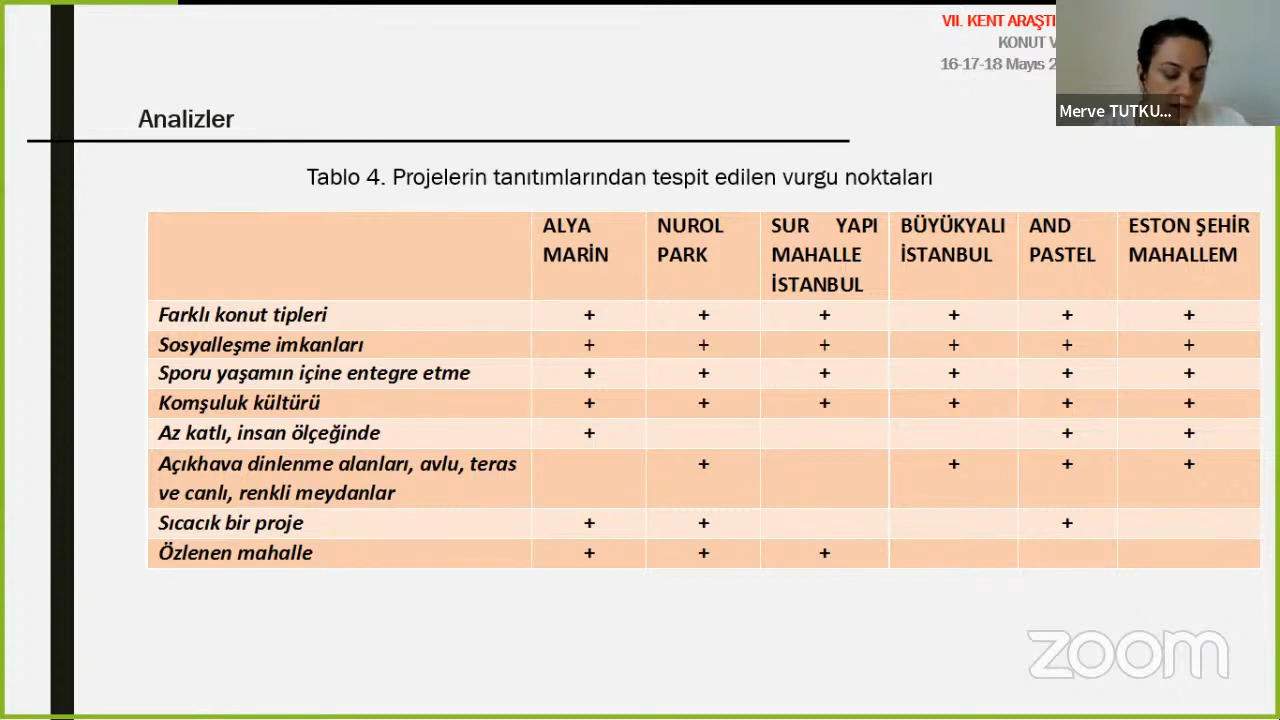 VII. KENT
KONUT
16-17-18 Mayıs
Merve TUTKU...
Analizler
Tablo 4. Projelerin tanıtımlarından tespit edilen vurgu noktaları
ALYA MARİN NUROL PARK SUR YAPI MAHALLE İSTANBUL BÜYÜKYALI İSTANBUL AND PASTEL ESTON ŞEHİR MAHALLEM
Farklı konut tipleri + + + + + +
Sosyalleşme imkanları + + + + + +
Sporu yaşamın içine entegre etme + + + + + +
Komşuluk kültürü + + + + + +
Az katlı, insan ölçeğinde + + +
Açıkhava dinlenme alanları, avlu, teras + + + +
ve canlı, renkli meydanlar
Sıcacık bir proje + + +
Özlenen mahalle + + +
zoom